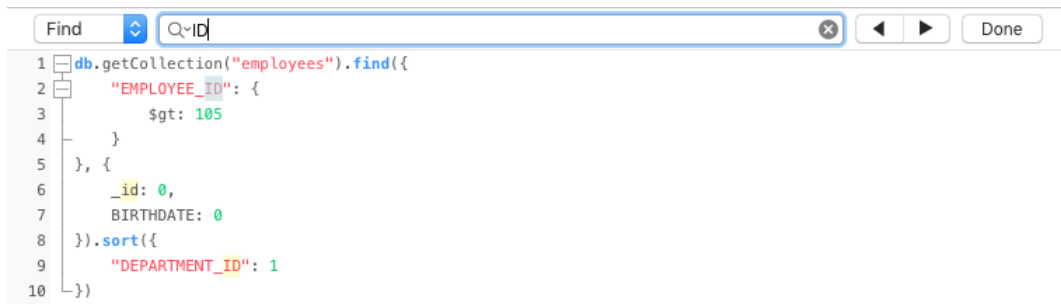 Find ID Done
1 db.getCollection("employees").find({
2 "EMPLOYEE_ID": {
3 $gt: 105
4 }
5 }, {
6 _id: 0,
7 BIRTHDATE: 0
8 }).sort({
9 "DEPARTMENT_ID": 1
10 })